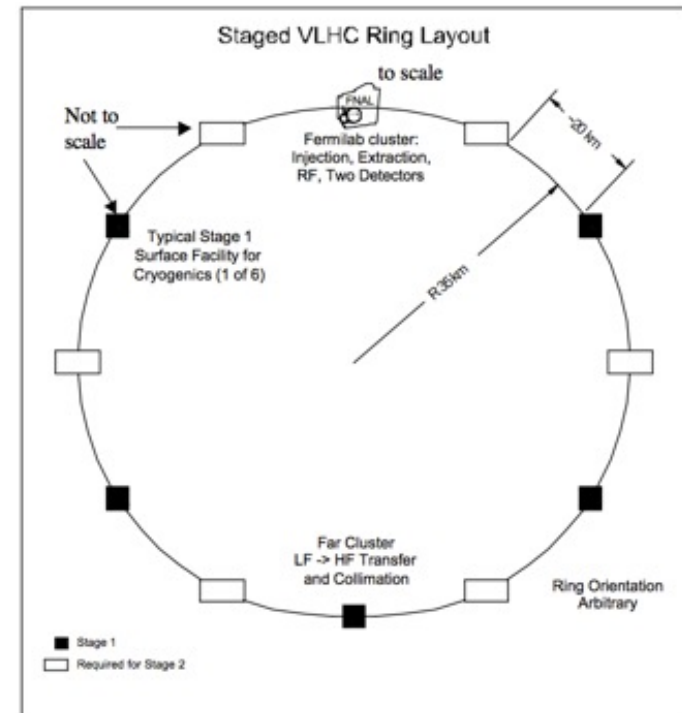 Staged VLHC Ring Layout
to scale
Not to
scale
FNAL
Fermilab cluster:
Injection, Extraction,
RF, Two Detectors
~20 km
Typical Stage 1
Surface Facility for
Cryogenics (1 of 6)
R35km
Far Cluster
LF -> HF Transfer
and Collimation
Ring Orientation
Arbitrary
Stage 1
Required for Stage 2